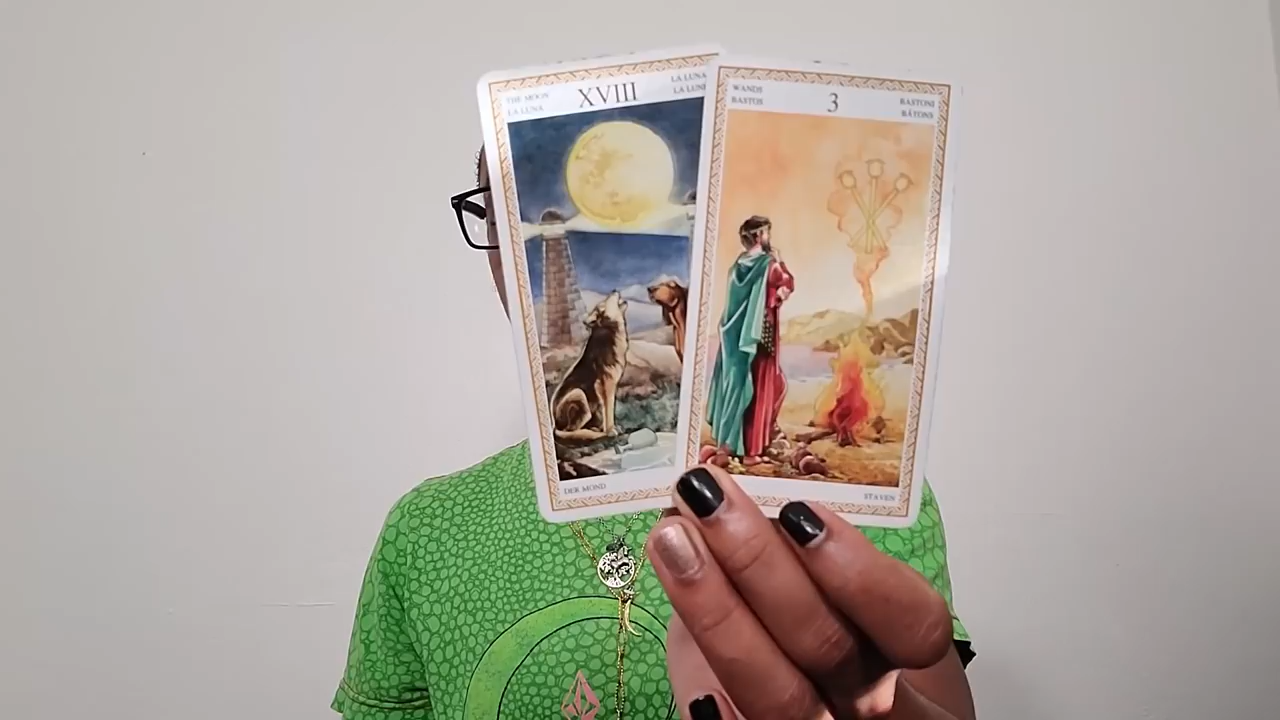 THE MOON
LA LUNA
XVIII
LA LUNA
LA LUNE
DER MOND
WANDS
BASTOS
3
BASTONI
BÂTONS
STAVEN